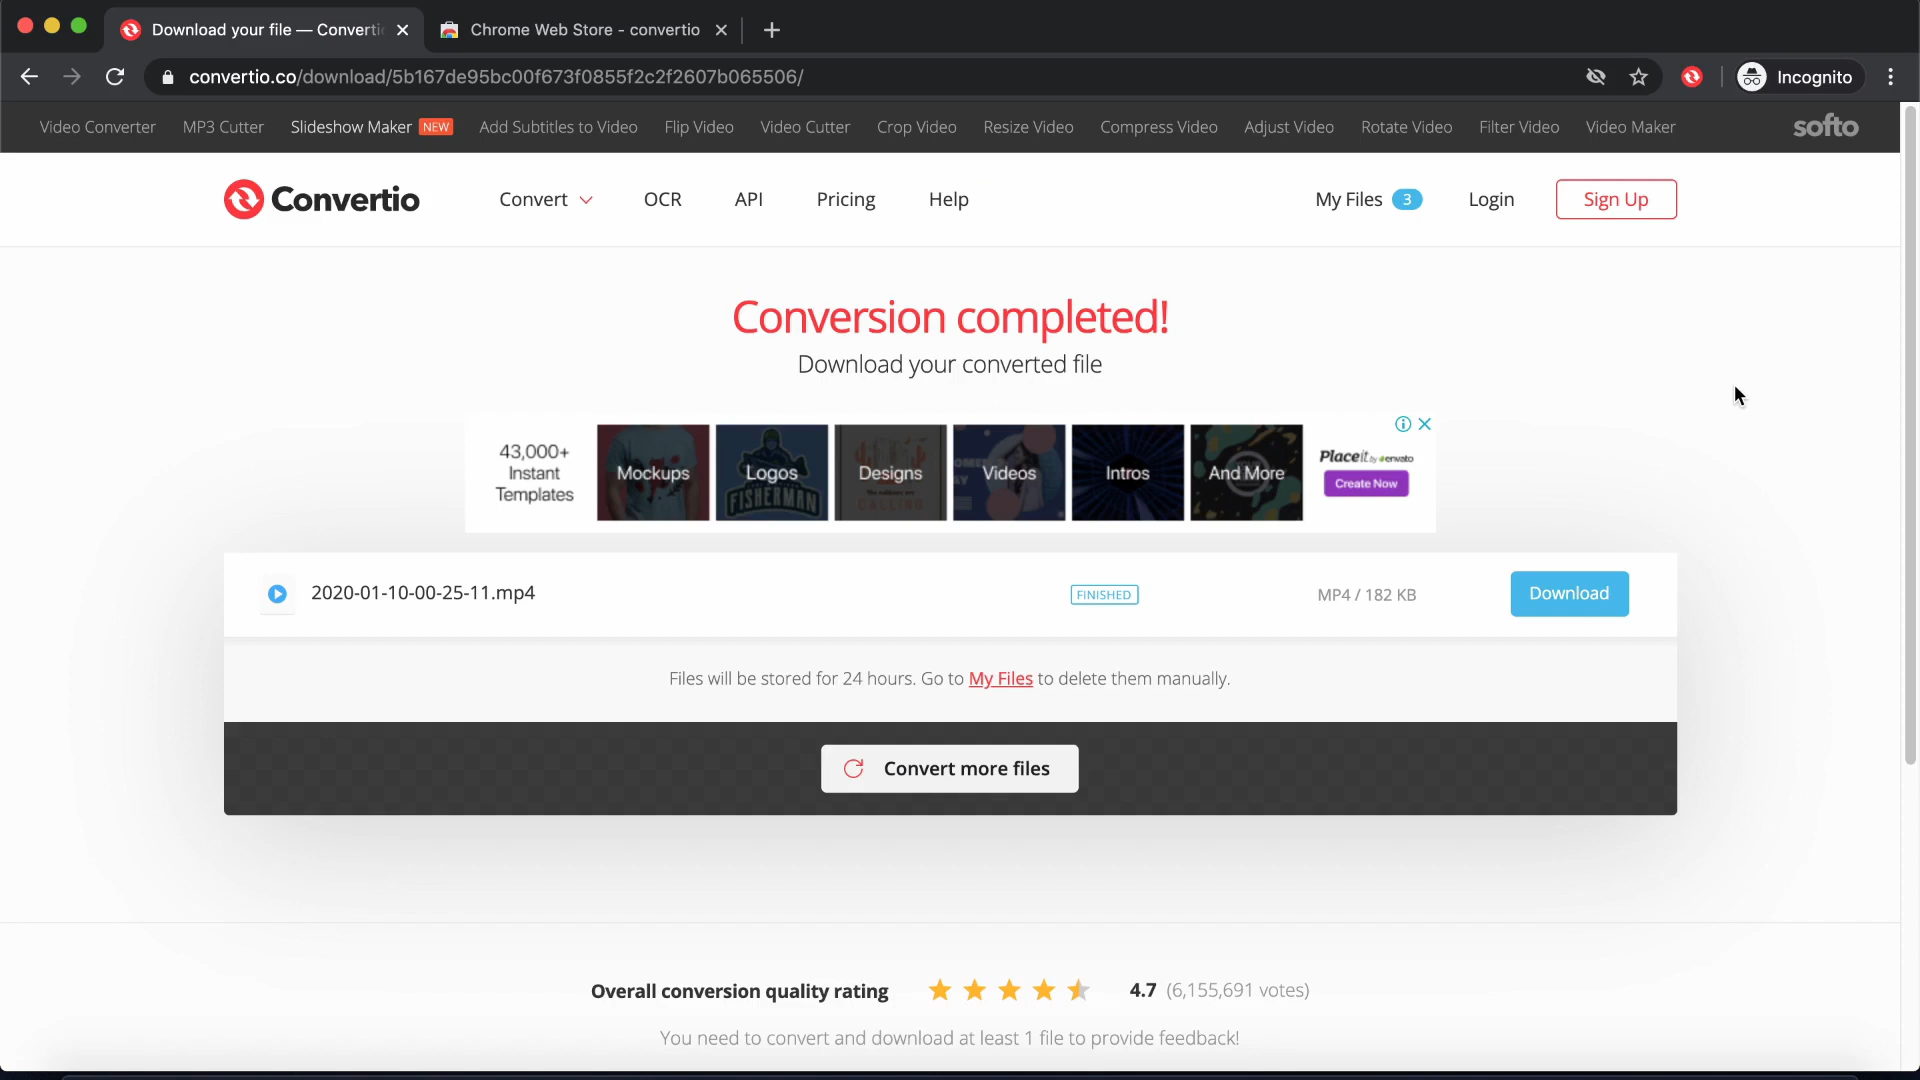 Download your file — Converti
Chrome Web Store - convertio
convertio.co/download/5b167de95bc00f673f0855f2c2f2607b065506/
Incognito
Video Converter MP3 Cutter Slideshow Maker NEW Add Subtitles to Video Flip Video Video Cutter Crop Video Resize Video Compress Video Adjust Video Rotate Video Filter Video Video Maker softo
Convertio
Convert OCR API Pricing Help My Files 3 Login Sign Up
Conversion completed!
Download your converted file
43,000+
Instant
Templates
Mockups
Logos
FISHERMAN
Designs
CALLING
Videos
Intros
And More
Placeit by envato
Create Now
2020-01-10-00-25-11.mp4 FINISHED MP4 / 182 KB Download
Files will be stored for 24 hours. Go to My Files to delete them manually.
Convert more files
Overall conversion quality rating 4.7 (6,155,691 votes)
You need to convert and download at least 1 file to provide feedback!